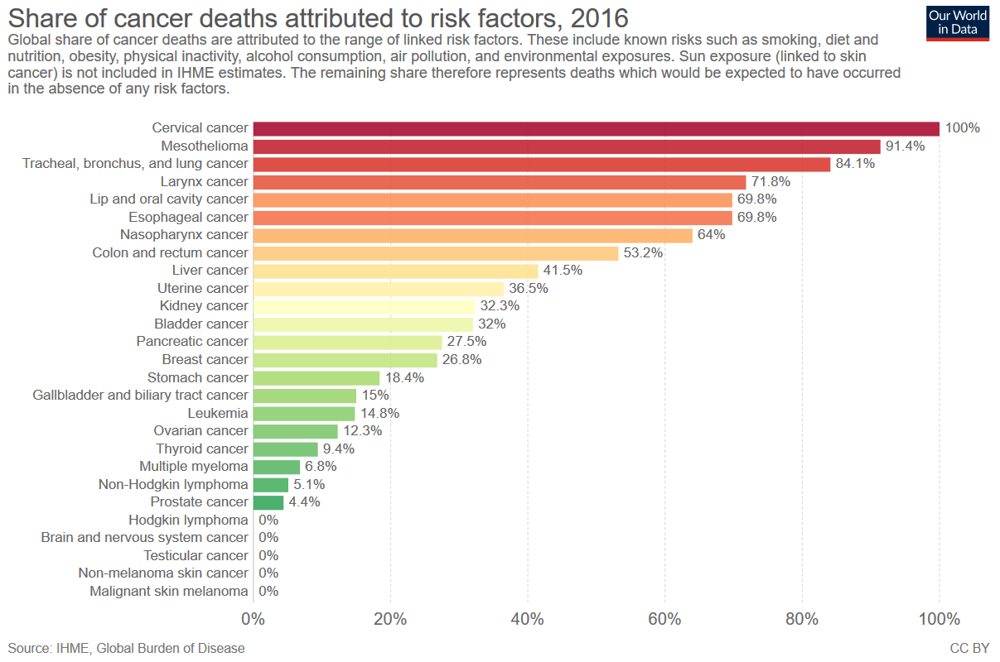 Share of cancer deaths attributed to risk factors, 2016
Our World
in Data
Global share of cancer deaths are attributed to the range of linked risk factors. These include known risks such as smoking, diet and
nutrition, obesity, physical inactivity, alcohol consumption, air pollution, and environmental exposures. Sun exposure (linked to skin
cancer) is not included in IHME estimates. The remaining share therefore represents deaths which would be expected to have occurred
in the absence of any risk factors.
Cervical cancer 100%
Mesothelioma 91.4%
Tracheal, bronchus, and lung cancer 84.1%
Larynx cancer 71.8%
Lip and oral cavity cancer 69.8%
Esophageal cancer 69.8%
Nasopharynx cancer 64%
Colon and rectum cancer 53.2%
Liver cancer 41.5%
Uterine cancer 36.5%
Kidney cancer 32.3%
Bladder cancer 32%
Pancreatic cancer 27.5%
Breast cancer 26.8%
Stomach cancer 18.4%
Gallbladder and biliary tract cancer 15%
Leukemia 14.8%
Ovarian cancer 12.3%
Thyroid cancer 9.4%
Multiple myeloma 6.8%
Non-Hodgkin lymphoma 5.1%
Prostate cancer 4.4%
Hodgkin lymphoma 0%
Brain and nervous system cancer 0%
Testicular cancer 0%
Non-melanoma skin cancer 0%
Malignant skin melanoma 0%
0% 20% 40% 60% 80% 100%
Source: IHME, Global Burden of Disease CC BY